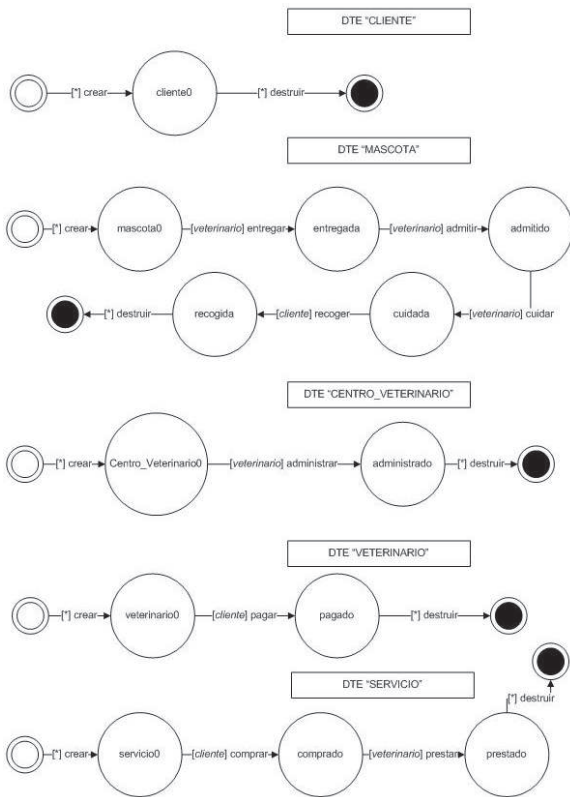 DTE "CLIENTE"
[*] crear
cliente0
[*] destruir
DTE "MASCOTA"
[*] crear
mascota0
[veterinario] entregar
entregada
[veterinario] admitir
admitido
[*] destruir
recogida
[cliente] recoger
cuidada
[veterinario] cuidar
DTE "CENTRO_VETERINARIO"
[*] crear
Centro_Veterinario0
[veterinario] administrar
administrado
[*] destruir
DTE "VETERINARIO"
[*] crear
veterinario0
[cliente] pagar
pagado
[*] destruir
DTE "SERVICIO"
[*] destruir
[*] crear
servicio0
[cliente] comprar
comprado
[veterinario] prestar
prestado